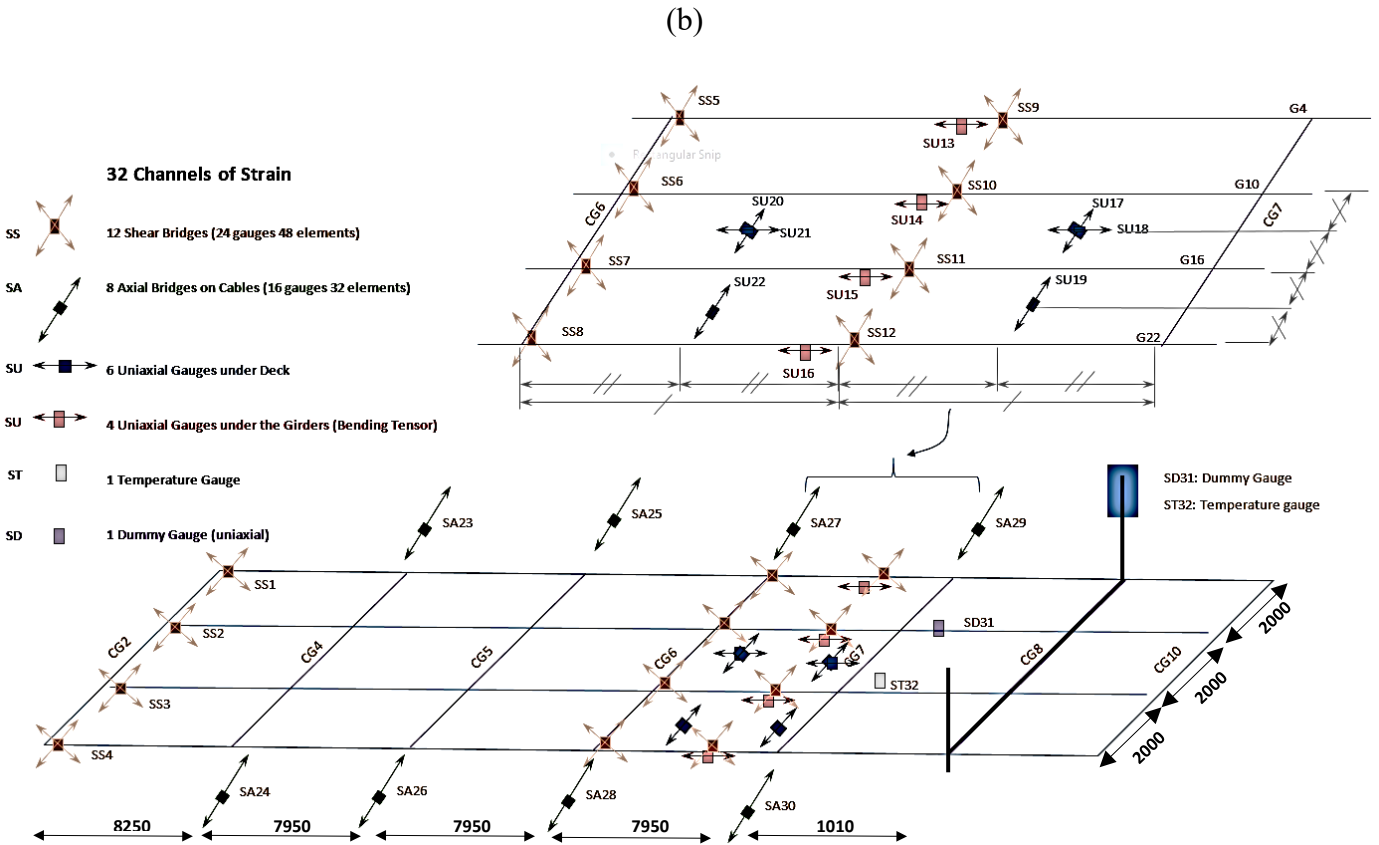 (b)
32 Channels of Strain
SS 12 Shear Bridges (24 gauges 48 elements)
SA 8 Axial Bridges on Cables (16 gauges 32 elements)
SU 6 Uniaxial Gauges under Deck
SU 4 Uniaxial Gauges under the Girders (Bending Tensor)
ST 1 Temperature Gauge
SD 1 Dummy Gauge (uniaxial)
SS5
SS9
G4
SU13
SS6
SS10
G10
CG6
SU20
SU14
SU17
CG7
SU21
SU18
SS7
SS11
G16
SU22
SU15
SU19
SS8
SS12
G22
SU16
SD31: Dummy Gauge
ST32: Temperature gauge
SA23
SA25
SA27
SA29
SS1
SS2
SD31
2000
CG2
CG4
CG5
CG6
CG7
CG8
CG10
SS3
ST32
2000
SS4
2000
SA24
SA26
SA28
SA30
8250
7950
7950
7950
1010